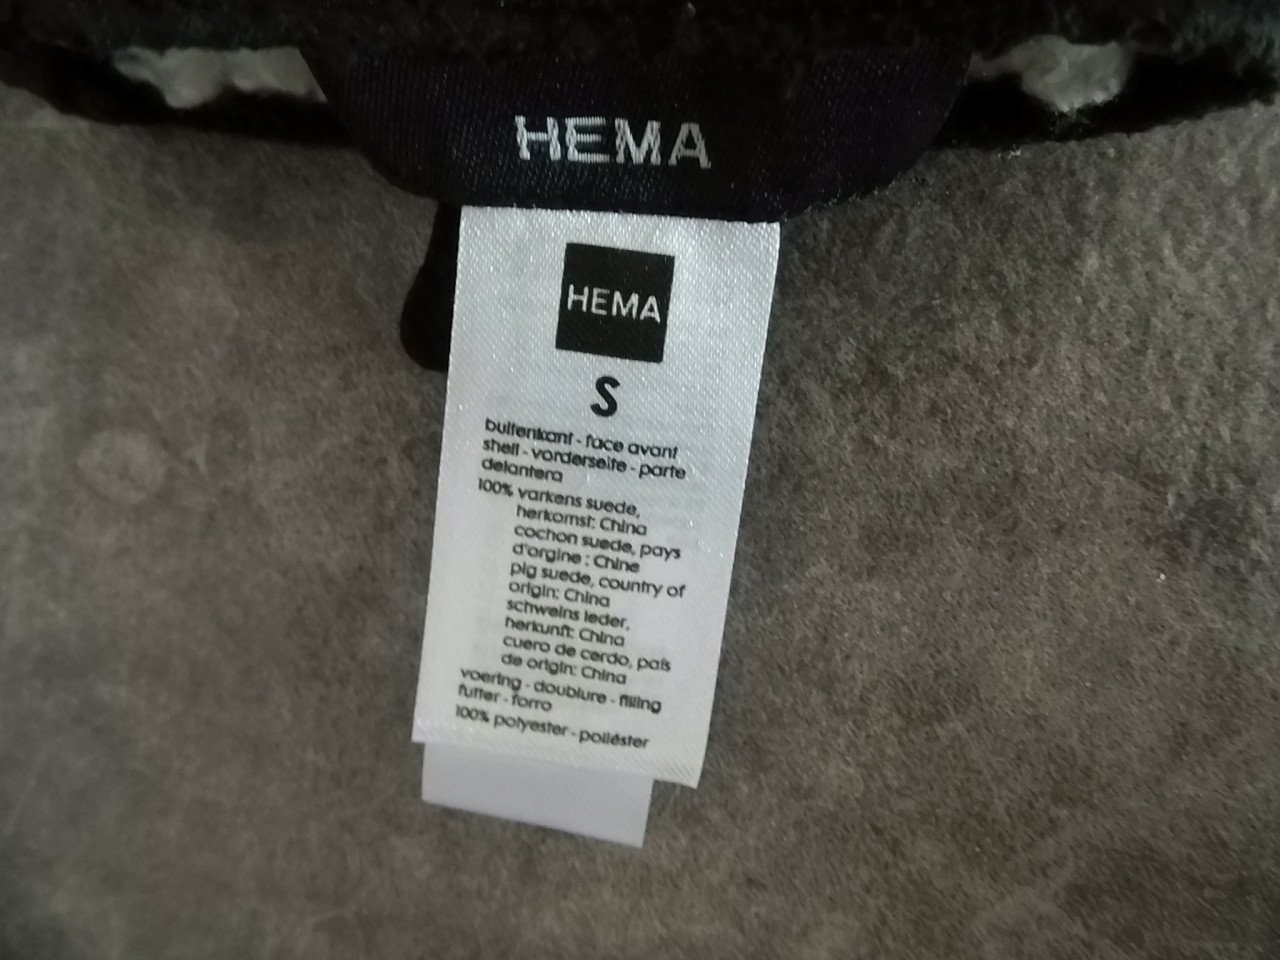 HEMA
HEMA
S
buitenkant - face avant
shell - vorderseite - parte
delantera
100% varkens suede,
herkomst: China
cochon suede, pays
d'orgine : Chine
pig suede, country of
origin: China
schweins leder,
herkunft: China
cuero de cerdo, país
de origin: China
voering - doublure - filling
futter - forro
100% polyester - poliéster